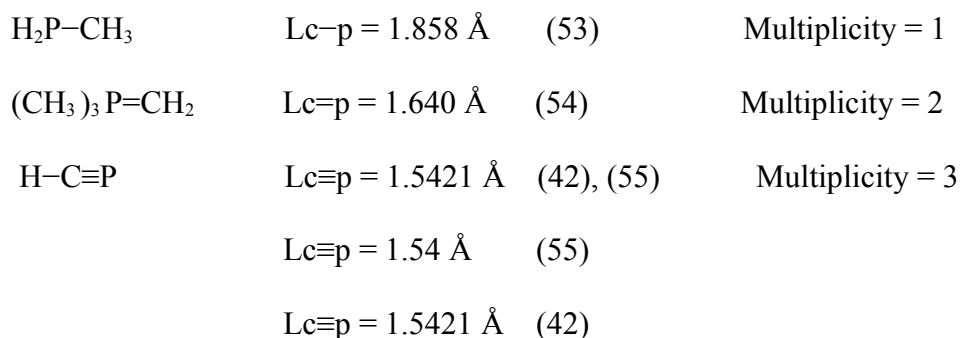 H₂P−CH₃ Lc−p = 1.858 Å (53) Multiplicity = 1
(CH₃)₃P=CH₂ Lc=p = 1.640 Å (54) Multiplicity = 2
H−C≡P Lc≡p = 1.5421 Å (42), (55) Multiplicity = 3
Lc≡p = 1.54 Å (55)
Lc≡p = 1.5421 Å (42)